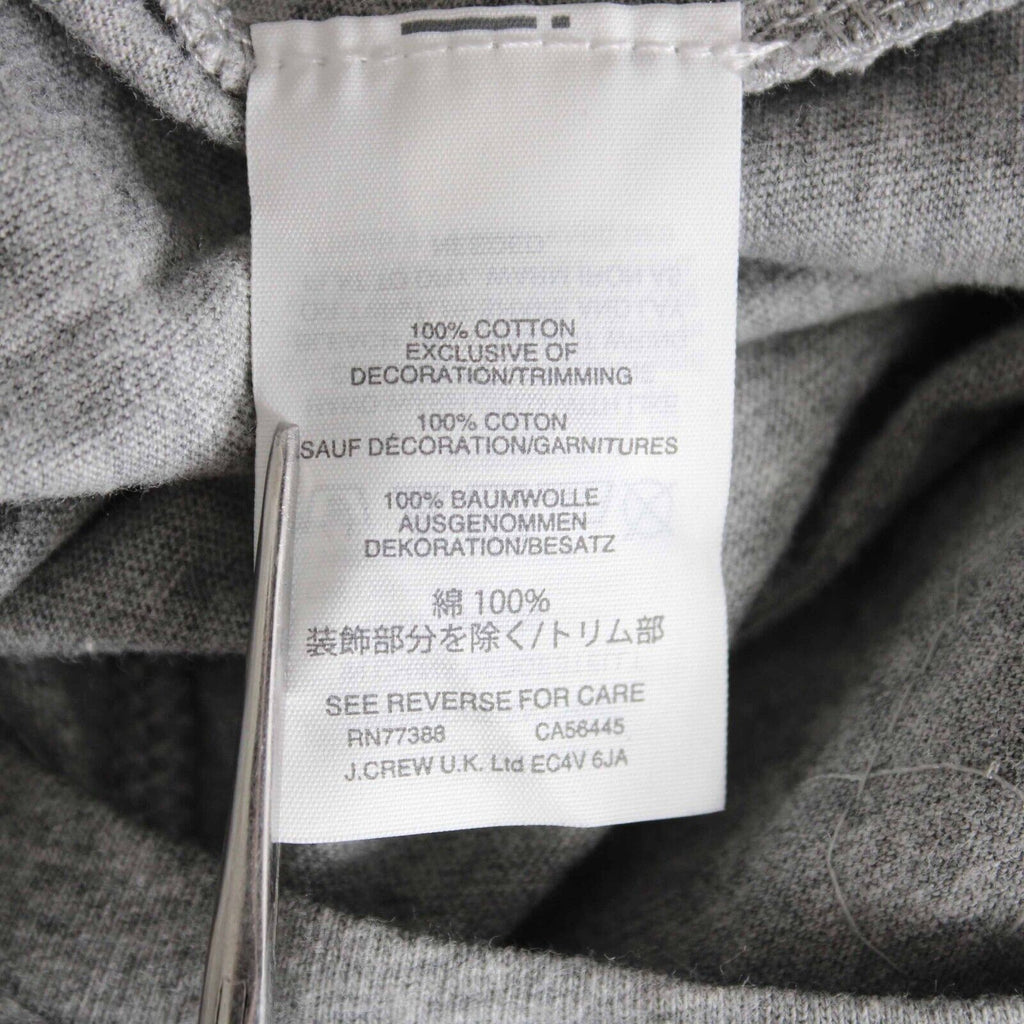 100% COTTON
EXCLUSIVE OF
DECORATION/TRIMMING
100% COTON
SAUF DÉCORATION/GARNITURES
100% BAUMWOLLE
AUSGENOMMEN
DEKORATION/BESATZ
綿 100%
装飾部分を除く/トリム部
SEE REVERSE FOR CARE
RN77388 CA56445
J.CREW U.K. Ltd EC4V 6JA